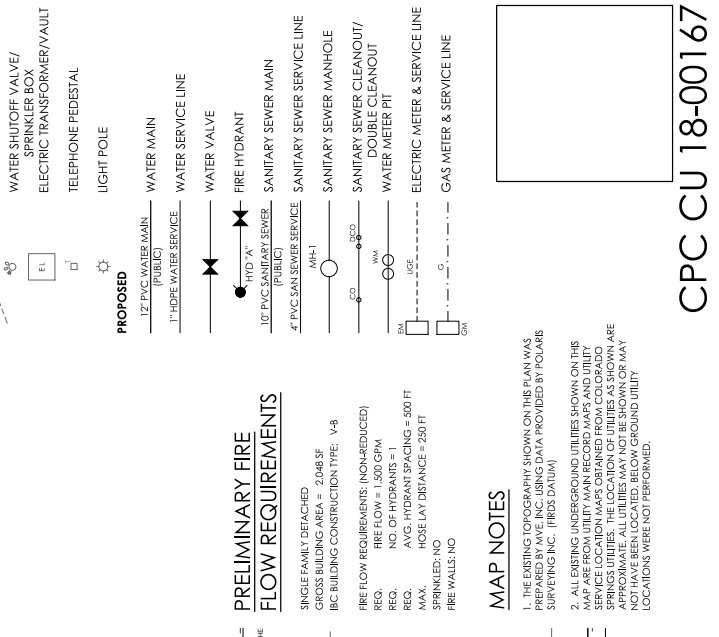 WATER SHUTOFF VALVE/
SPRINKLER BOX
EL
ELECTRIC TRANSFORMER/VAULT
T
TELEPHONE PEDESTAL
LIGHT POLE
PROPOSED
12" PVC WATER MAIN
(PUBLIC)
WATER MAIN
1" HDPE WATER SERVICE
WATER SERVICE LINE
WATER VALVE
HYD "A"
FIRE HYDRANT
10" PVC SANITARY SEWER
(PUBLIC)
SANITARY SEWER MAIN
4" PVC SAN SEWER SERVICE
SANITARY SEWER SERVICE LINE
MH-1
SANITARY SEWER MANHOLE
CO
DCO
SANITARY SEWER CLEANOUT/
DOUBLE CLEANOUT
WM
WATER METER PIT
EM
UGE
ELECTRIC METER & SERVICE LINE
GM
G
GAS METER & SERVICE LINE
PRELIMINARY FIRE
FLOW REQUIREMENTS
SINGLE FAMILY DETACHED
GROSS BUILDING AREA = 2,048 SF
IBC BUILDING CONSTRUCTION TYPE: V-B
FIRE FLOW REQUIREMENTS: (NON-REDUCED)
REQ. FIRE FLOW = 1,500 GPM
REQ. NO. OF HYDRANTS = 1
REQ. AVG. HYDRANT SPACING = 500 FT
MAX. HOSE LAY DISTANCE = 250 FT
SPRINKLED: NO
FIRE WALLS: NO
MAP NOTES
1. THE EXISTING TOPOGRAPHY SHOWN ON THIS PLAN WAS
PREPARED BY MVE, INC. USING DATA PROVIDED BY POLARIS
SURVEYING INC. (FIRDS DATUM)
2. ALL EXISTING UNDERGROUND UTILITIES SHOWN ON THIS
MAP ARE FROM UTILITY MAIN RECORD MAPS AND UTILITY
SERVICE LOCATION MAPS OBTAINED FROM COLORADO
SPRINGS UTILITIES. THE LOCATION OF UTILITIES AS SHOWN ARE
APPROXIMATE. ALL UTILITIES MAY NOT BE SHOWN OR MAY
NOT HAVE BEEN LOCATED. BELOW GROUND UTILITY
LOCATIONS WERE NOT PERFORMED.
CPC CU 18-00167